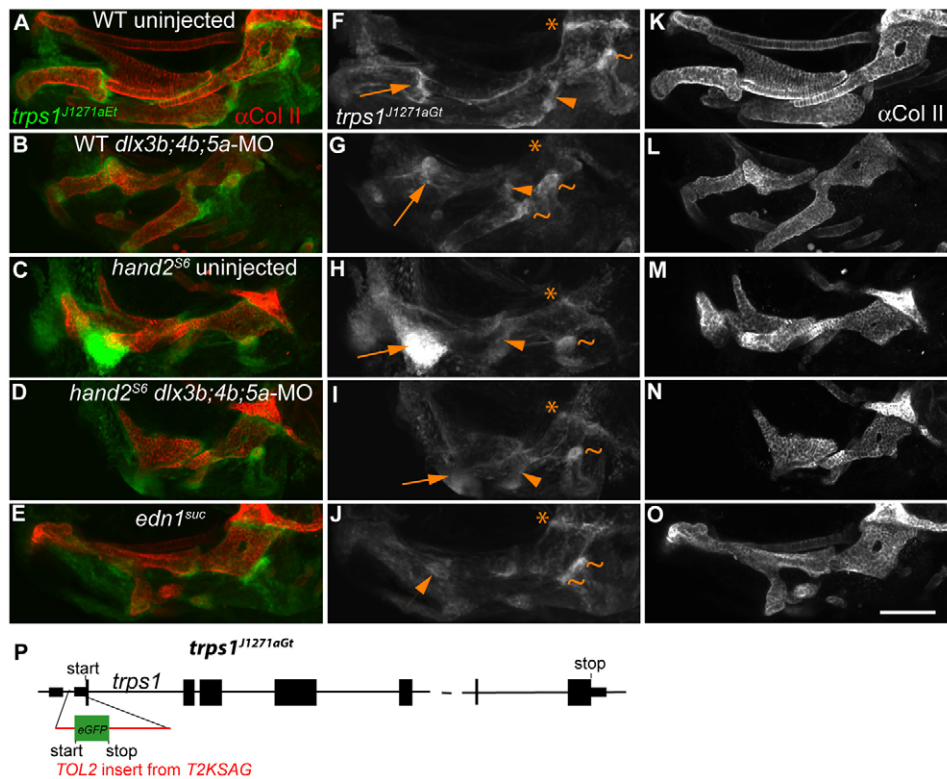 A WT uninjected
trps1J1271aEt αCol II
F
trps1J1271aGt
K
αCol II
B WT dlx3b;4b;5a-MO
G
L
C hand2S6 uninjected
H
M
D hand2S6 dlx3b;4b;5a-MO
I
N
E edn1suc
J
O
P trps1J1271aGt
start
trps1
stop
eGFP
start stop
TOL2 insert from T2KSAG